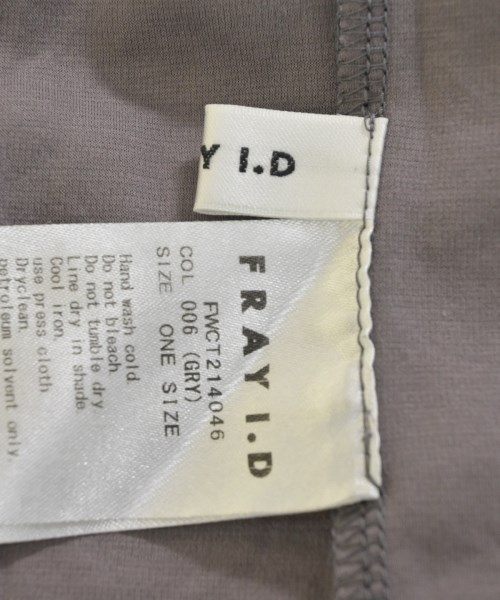 Y I.D
FRAY I.D
FWCT214046
COL 006 (GRY)
SIZE ONE SIZE
Hand wash cold
Do not bleach
Do not tumble dry
Line dry in shade
Cool iron.
use press cloth
Dryclean.
petroleum solvent only.